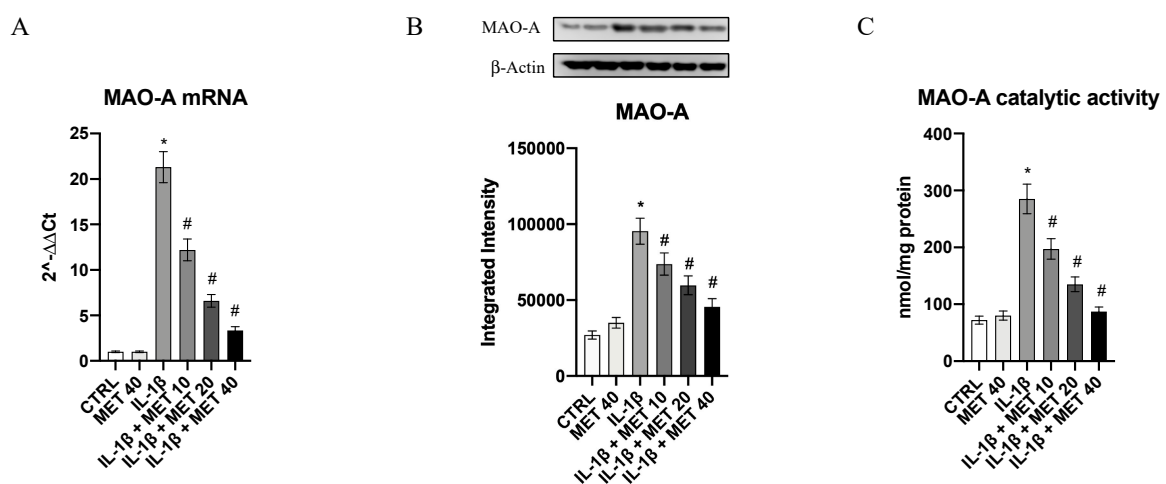 A
MAO-A mRNA
2^-ΔΔCt
25
20
15
10
5
0
*
#
#
#
CTRL
MET 40
IL-1β
IL-1β + MET 10
IL-1β + MET 20
IL-1β + MET 40
B
MAO-A
β-Actin
MAO-A
Integrated Intensity
150000
100000
50000
0
*
#
#
#
CTRL
MET 40
IL-1β
IL-1β + MET 10
IL-1β + MET 20
IL-1β + MET 40
C
MAO-A catalytic activity
nmol/mg protein
400
300
200
100
0
*
#
#
#
CTRL
MET 40
IL-1β
IL-1β + MET 10
IL-1β + MET 20
IL-1β + MET 40